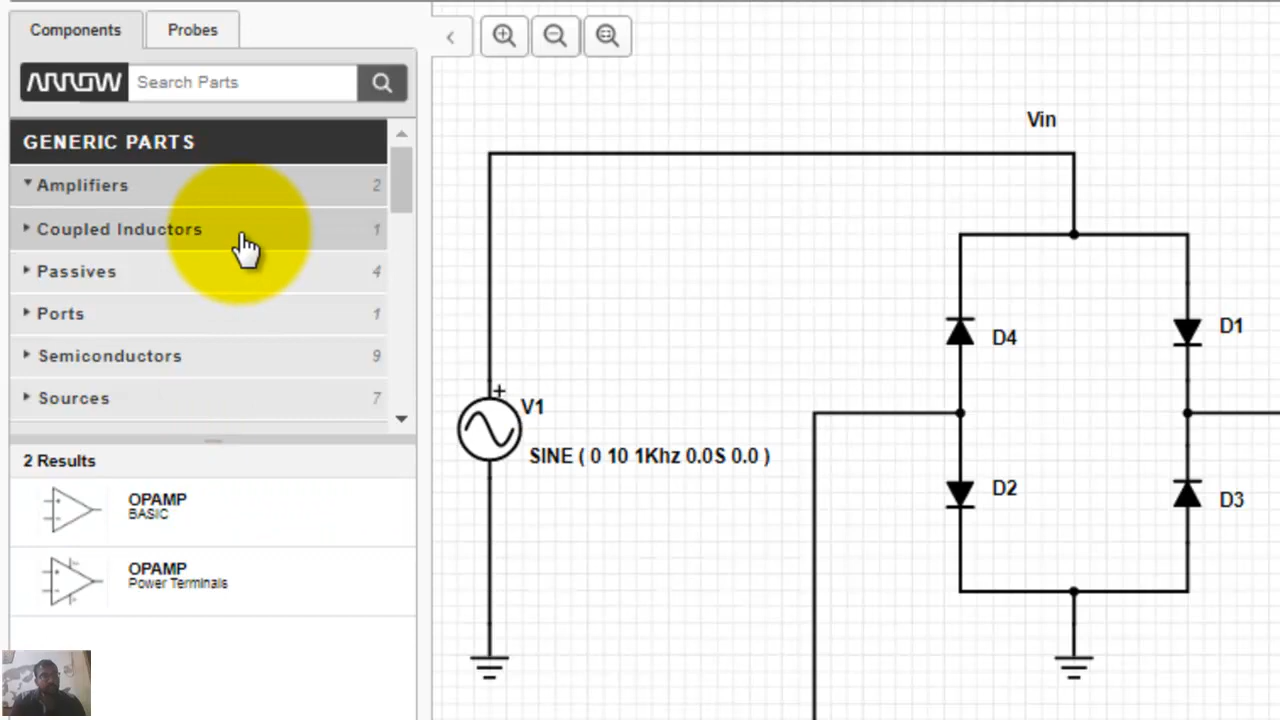 Components
Probes
ARROW
Search Parts
GENERIC PARTS
Amplifiers 2
Coupled Inductors 1
Passives 4
Ports 1
Semiconductors 9
Sources 7
2 Results
OPAMP
BASIC
OPAMP
Power Terminals
Vin
D4
D1
V1
+
SINE ( 0 10 1Khz 0.0S 0.0 )
D2
D3